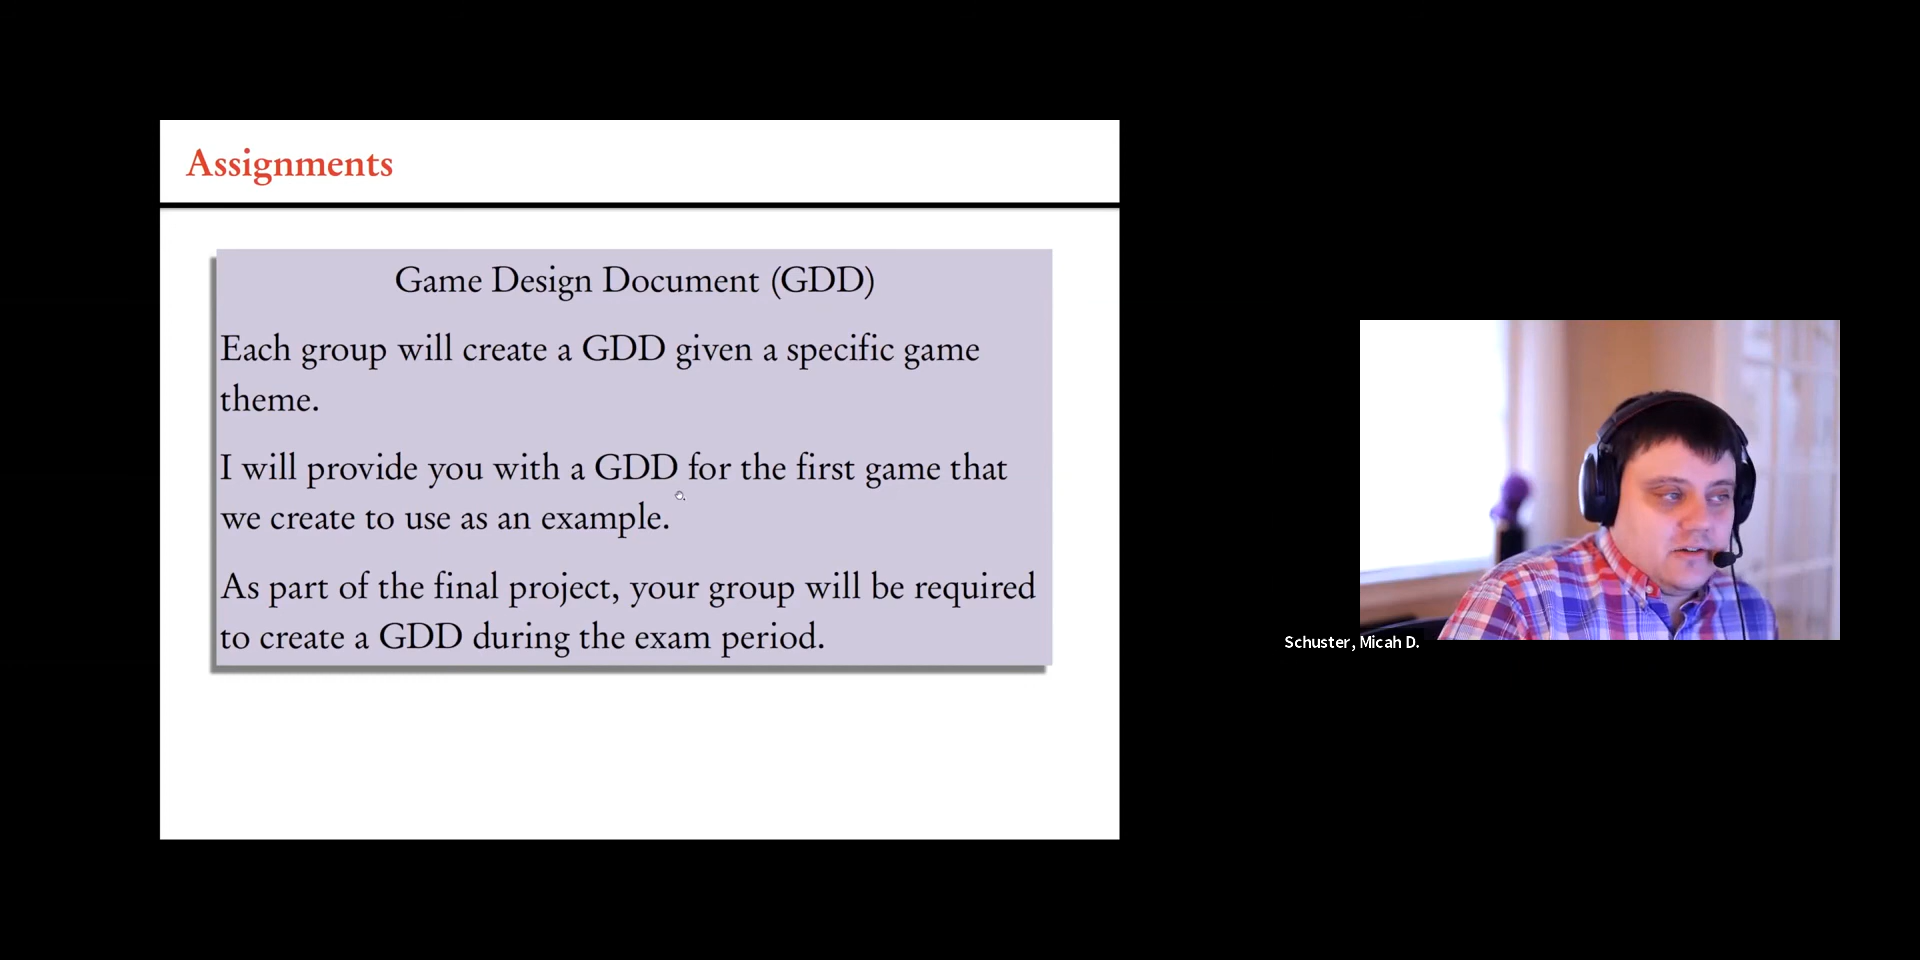 Assignments
Game Design Document (GDD)
Each group will create a GDD given a specific game
theme.
I will provide you with a GDD for the first game that
we create to use as an example.
As part of the final project, your group will be required
to create a GDD during the exam period.
Schuster, Micah D.